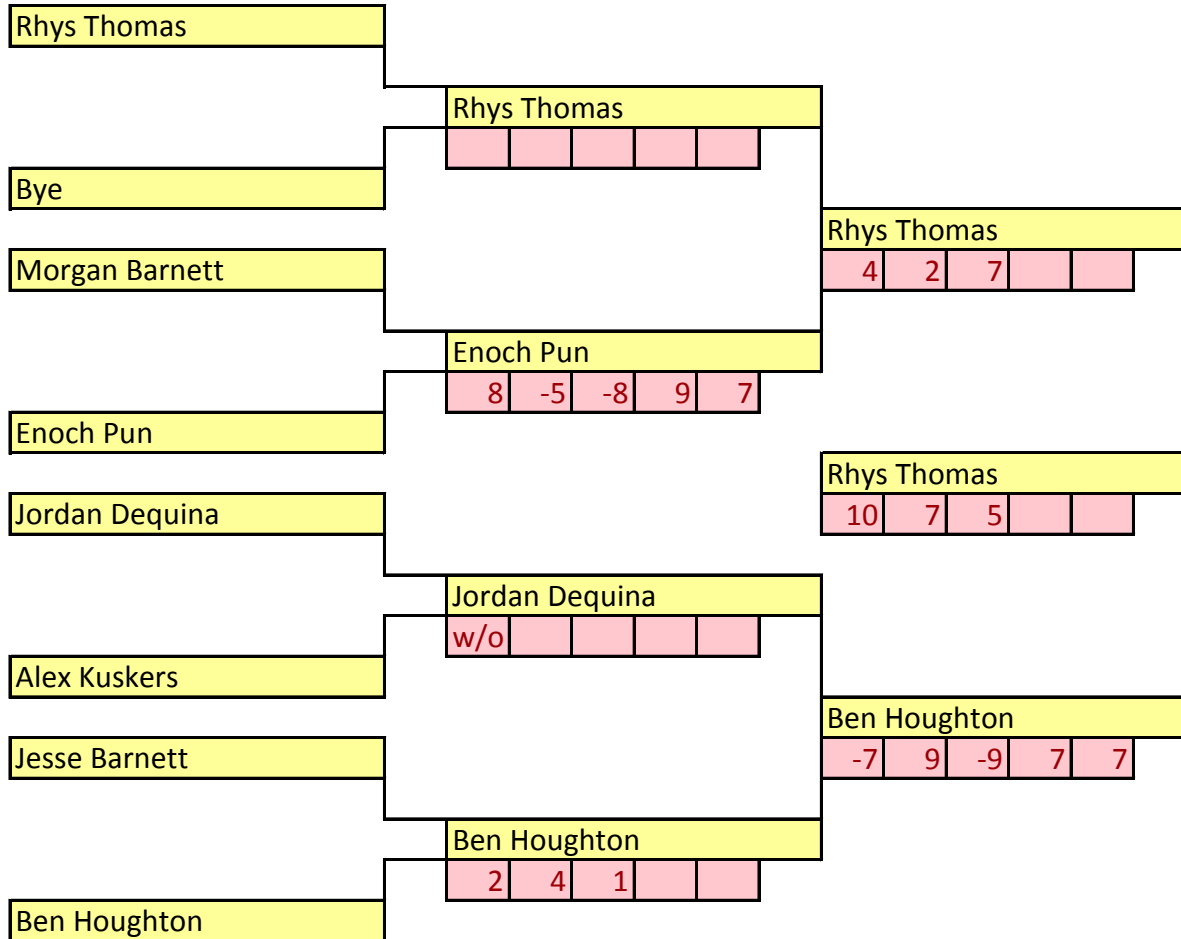 Rhys Thomas
Rhys Thomas
Bye
Rhys Thomas
Morgan Barnett
4 2 7
Enoch Pun
8 -5 -8 9 7
Enoch Pun
Rhys Thomas
Jordan Dequina
10 7 5
Jordan Dequina
w/o
Alex Kuskers
Ben Houghton
Jesse Barnett
-7 9 -9 7 7
Ben Houghton
2 4 1
Ben Houghton